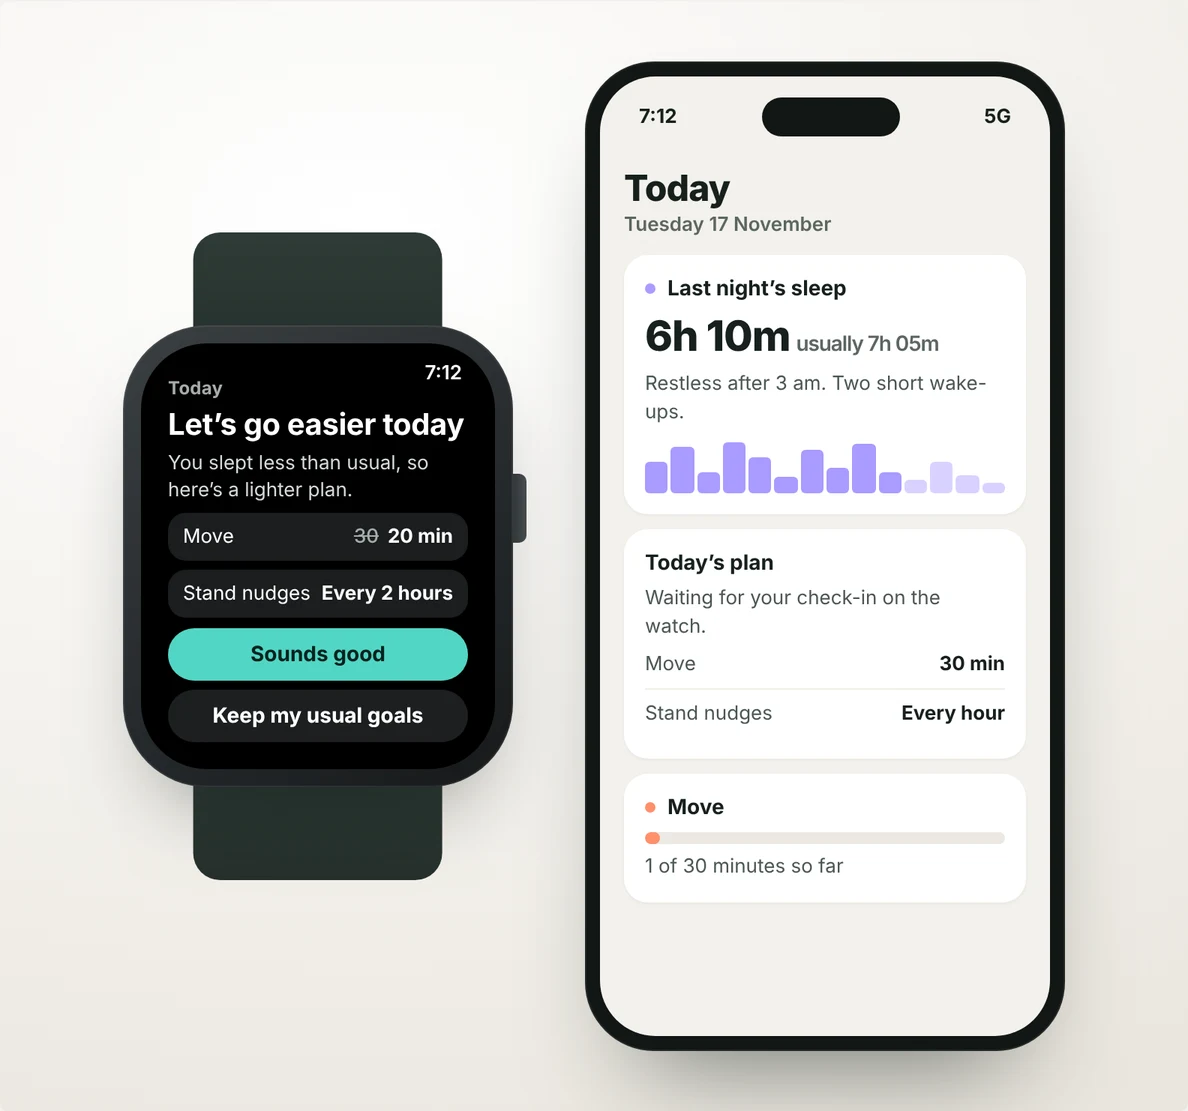 7:12
Today
Let’s go easier today
You slept less than usual, so
here’s a lighter plan.
Move 30 20 min
Stand nudges Every 2 hours
Sounds good
Keep my usual goals
7:12 5G
Today
Tuesday 17 November
Last night’s sleep
6h 10m usually 7h 05m
Restless after 3 am. Two short wake-
ups.
Today’s plan
Waiting for your check-in on the
watch.
Move 30 min
Stand nudges Every hour
Move
1 of 30 minutes so far